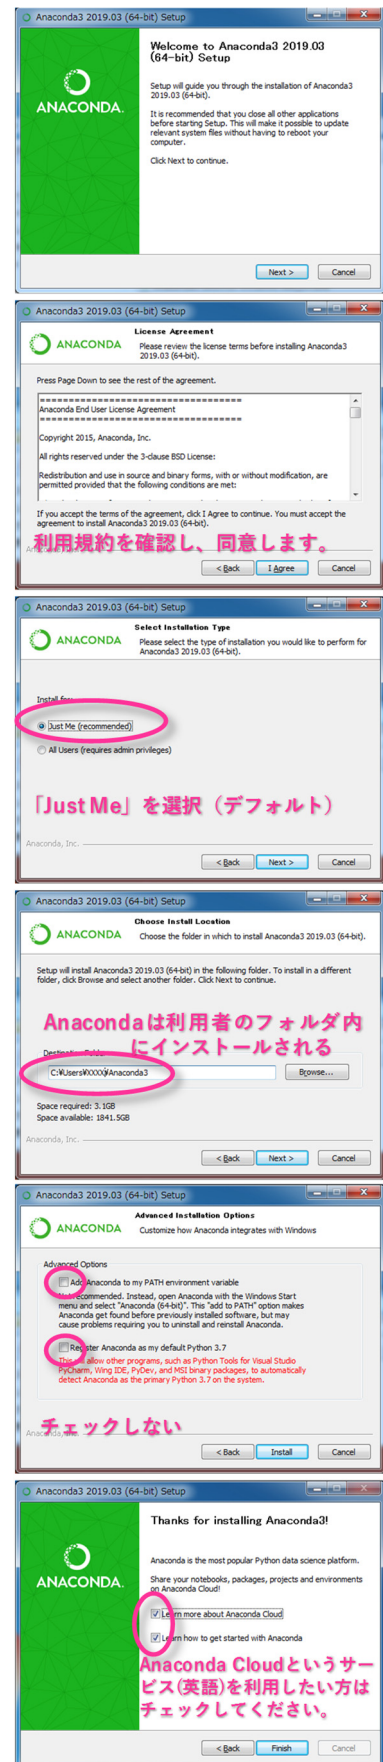 Anaconda3 2019.03 (64-bit) Setup
Welcome to Anaconda3 2019.03
(64-bit) Setup
Setup will guide you through the installation of Anaconda3
2019.03 (64-bit).
It is recommended that you close all other applications
before starting Setup. This will make it possible to update
relevant system files without having to reboot your
computer.
Click Next to continue.
ANACONDA.
Next >
Cancel
Anaconda3 2019.03 (64-bit) Setup
License Agreement
ANACONDA
Please review the license terms before installing Anaconda3
2019.03 (64-bit).
Press Page Down to see the rest of the agreement.
===================================
Anaconda End User License Agreement
===================================
Copyright 2015, Anaconda, Inc.
All rights reserved under the 3-clause BSD License:
Redistribution and use in source and binary forms, with or without modification, are
permitted provided that the following conditions are met:
If you accept the terms of the agreement, click I Agree to continue. You must accept the
agreement to install Anaconda3 2019.03 (64-bit).
利用規約を確認し、同意します。
< Back
I Agree
Cancel
Anaconda3 2019.03 (64-bit) Setup
Select Installation Type
ANACONDA
Please select the type of installation you would like to perform for
Anaconda3 2019.03 (64-bit).
Install for:
Just Me (recommended)
All Users (requires admin privileges)
「Just Me」を選択（デフォルト）
Anaconda, Inc.
< Back
Next >
Cancel
Anaconda3 2019.03 (64-bit) Setup
Choose Install Location
ANACONDA
Choose the folder in which to install Anaconda3 2019.03 (64-bit).
Setup will install Anaconda3 2019.03 (64-bit) in the following folder. To install in a different
folder, click Browse and select another folder. Click Next to continue.
Anacondaは利用者のフォルダ内
にインストールされる
Destination Folder
C:¥Users¥XXXX¥Anaconda3
Browse...
Space required: 3.1GB
Space available: 1841.5GB
Anaconda, Inc.
< Back
Next >
Cancel
Anaconda3 2019.03 (64-bit) Setup
Advanced Installation Options
ANACONDA
Customize how Anaconda integrates with Windows
Advanced Options
Add Anaconda to my PATH environment variable
Not recommended. Instead, open Anaconda with the Windows Start
menu and select "Anaconda (64-bit)". This "add to PATH" option makes
Anaconda get found before previously installed software, but may
cause problems requiring you to uninstall and reinstall Anaconda.
Register Anaconda as my default Python 3.7
This will allow other programs, such as Python Tools for Visual Studio
PyCharm, Wing IDE, PyDev, and MSI binary packages, to automatically
detect Anaconda as the primary Python 3.7 on the system.
チェックしない
< Back
Install
Cancel
Anaconda3 2019.03 (64-bit) Setup
Thanks for installing Anaconda3!
Anaconda is the most popular Python data science platform.
Share your notebooks, packages, projects and environments
on Anaconda Cloud!
ANACONDA.
Learn more about Anaconda Cloud
Learn how to get started with Anaconda
Anaconda Cloudというサー
ビス(英語)を利用したい方は
チェックしてください。
< Back
Finish
Cancel